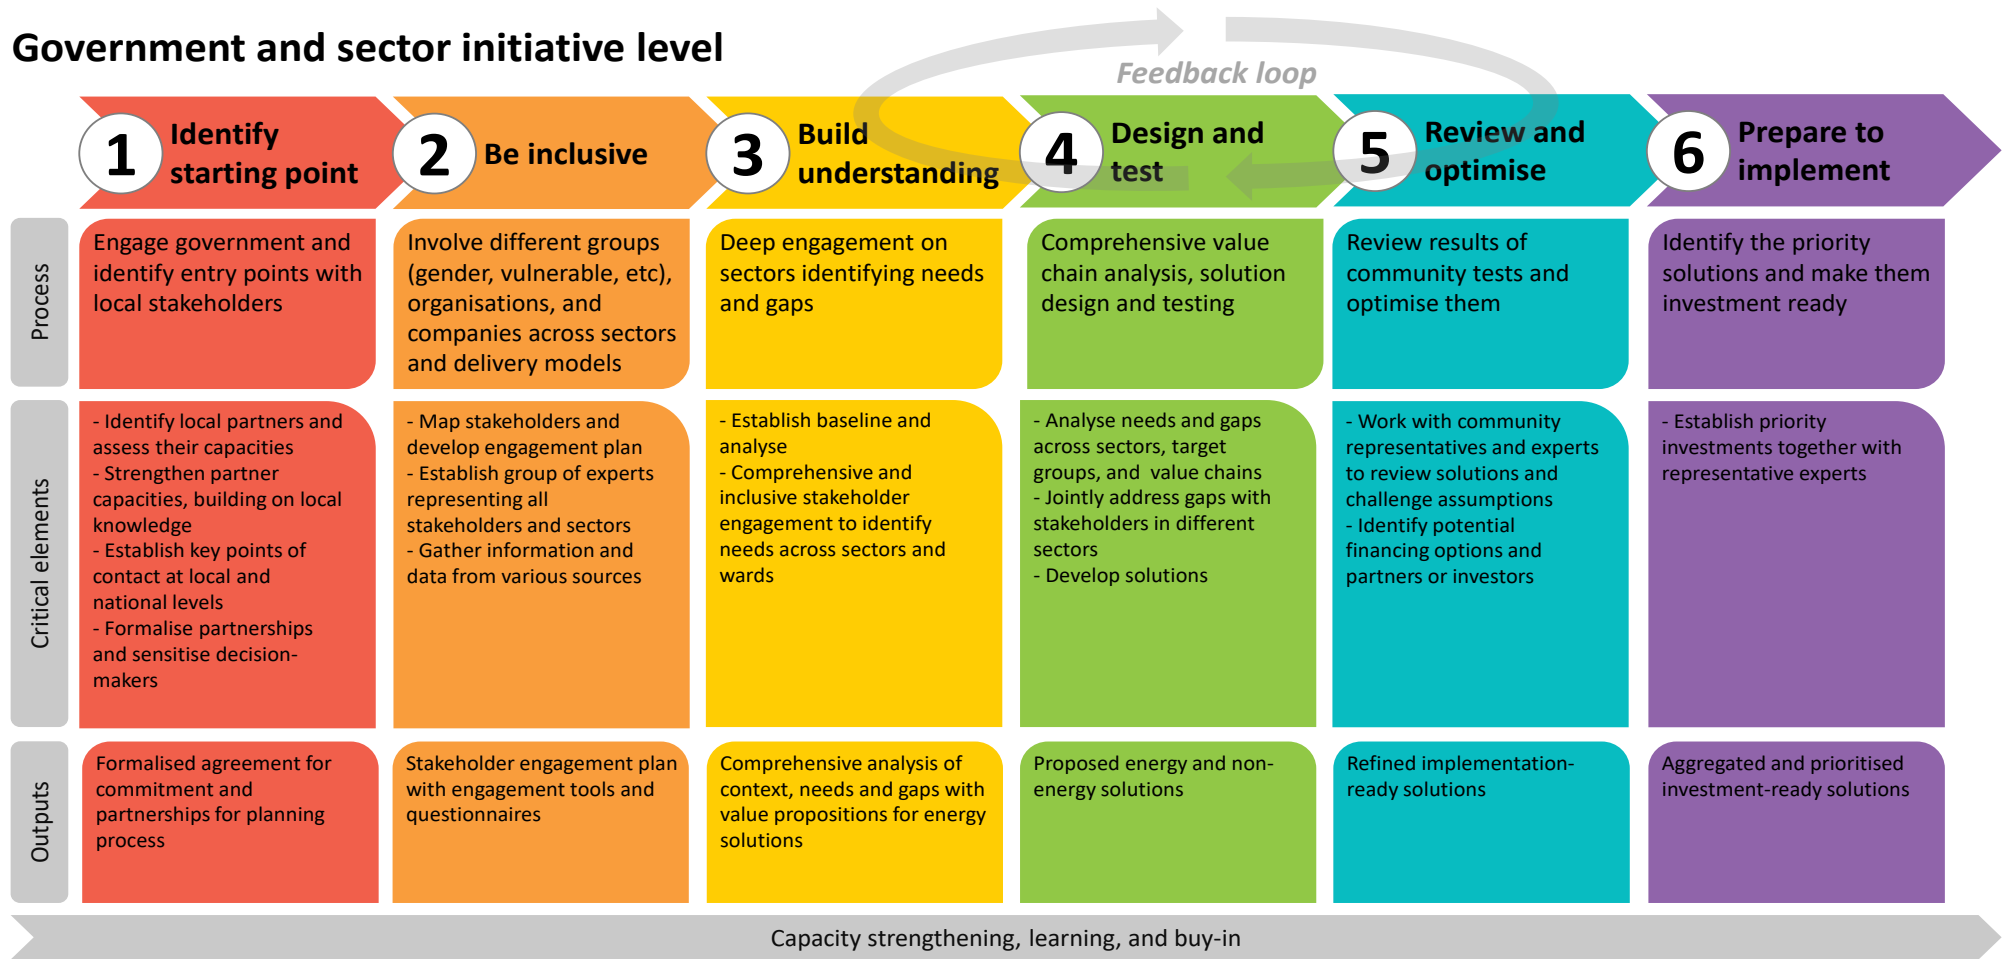 Government and sector initiative level
Feedback loop
1
Identify
starting point
2
Be inclusive
3
Build
understanding
4
Design and
test
5
Review and
optimise
6
Prepare to
implement
Process
Engage government and
identify entry points with
local stakeholders
Involve different groups
(gender, vulnerable, etc),
organisations, and
companies across sectors
and delivery models
Deep engagement on
sectors identifying needs
and gaps
Comprehensive value
chain analysis, solution
design and testing
Review results of
community tests and
optimise them
Identify the priority
solutions and make them
investment ready
Critical elements
- Identify local partners and
assess their capacities
- Strengthen partner
capacities, building on local
knowledge
- Establish key points of
contact at local and
national levels
- Formalise partnerships
and sensitise decision-
makers
- Map stakeholders and
develop engagement plan
- Establish group of experts
representing all
stakeholders and sectors
- Gather information and
data from various sources
- Establish baseline and
analyse
- Comprehensive and
inclusive stakeholder
engagement to identify
needs across sectors and
wards
- Analyse needs and gaps
across sectors, target
groups, and value chains
- Jointly address gaps with
stakeholders in different
sectors
- Develop solutions
- Work with community
representatives and experts
to review solutions and
challenge assumptions
- Identify potential
financing options and
partners or investors
- Establish priority
investments together with
representative experts
Outputs
Formalised agreement for
commitment and
partnerships for planning
process
Stakeholder engagement plan
with engagement tools and
questionnaires
Comprehensive analysis of
context, needs and gaps with
value propositions for energy
solutions
Proposed energy and non-
energy solutions
Refined implementation-
ready solutions
Aggregated and prioritised
investment-ready solutions
Capacity strengthening, learning, and buy-in